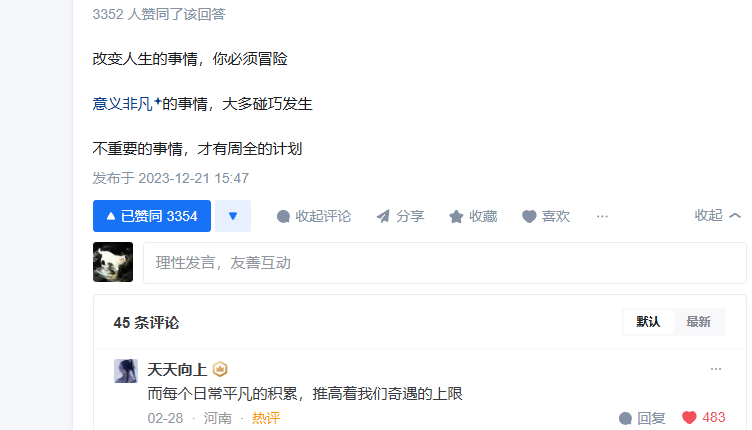 3352 人赞同了该回答
改变人生的事情，你必须冒险
意义非凡的事情，大多碰巧发生
不重要的事情，才有周全的计划
发布于 2023-12-21 15:47
已赞同 3354 收起评论 分享 收藏 喜欢 ··· 收起
理性发言，友善互动
45 条评论 默认 最新
天天向上 ···
而每个日常平凡的积累，推高着我们奇遇的上限
02-28 · 河南 · 热评 回复 483